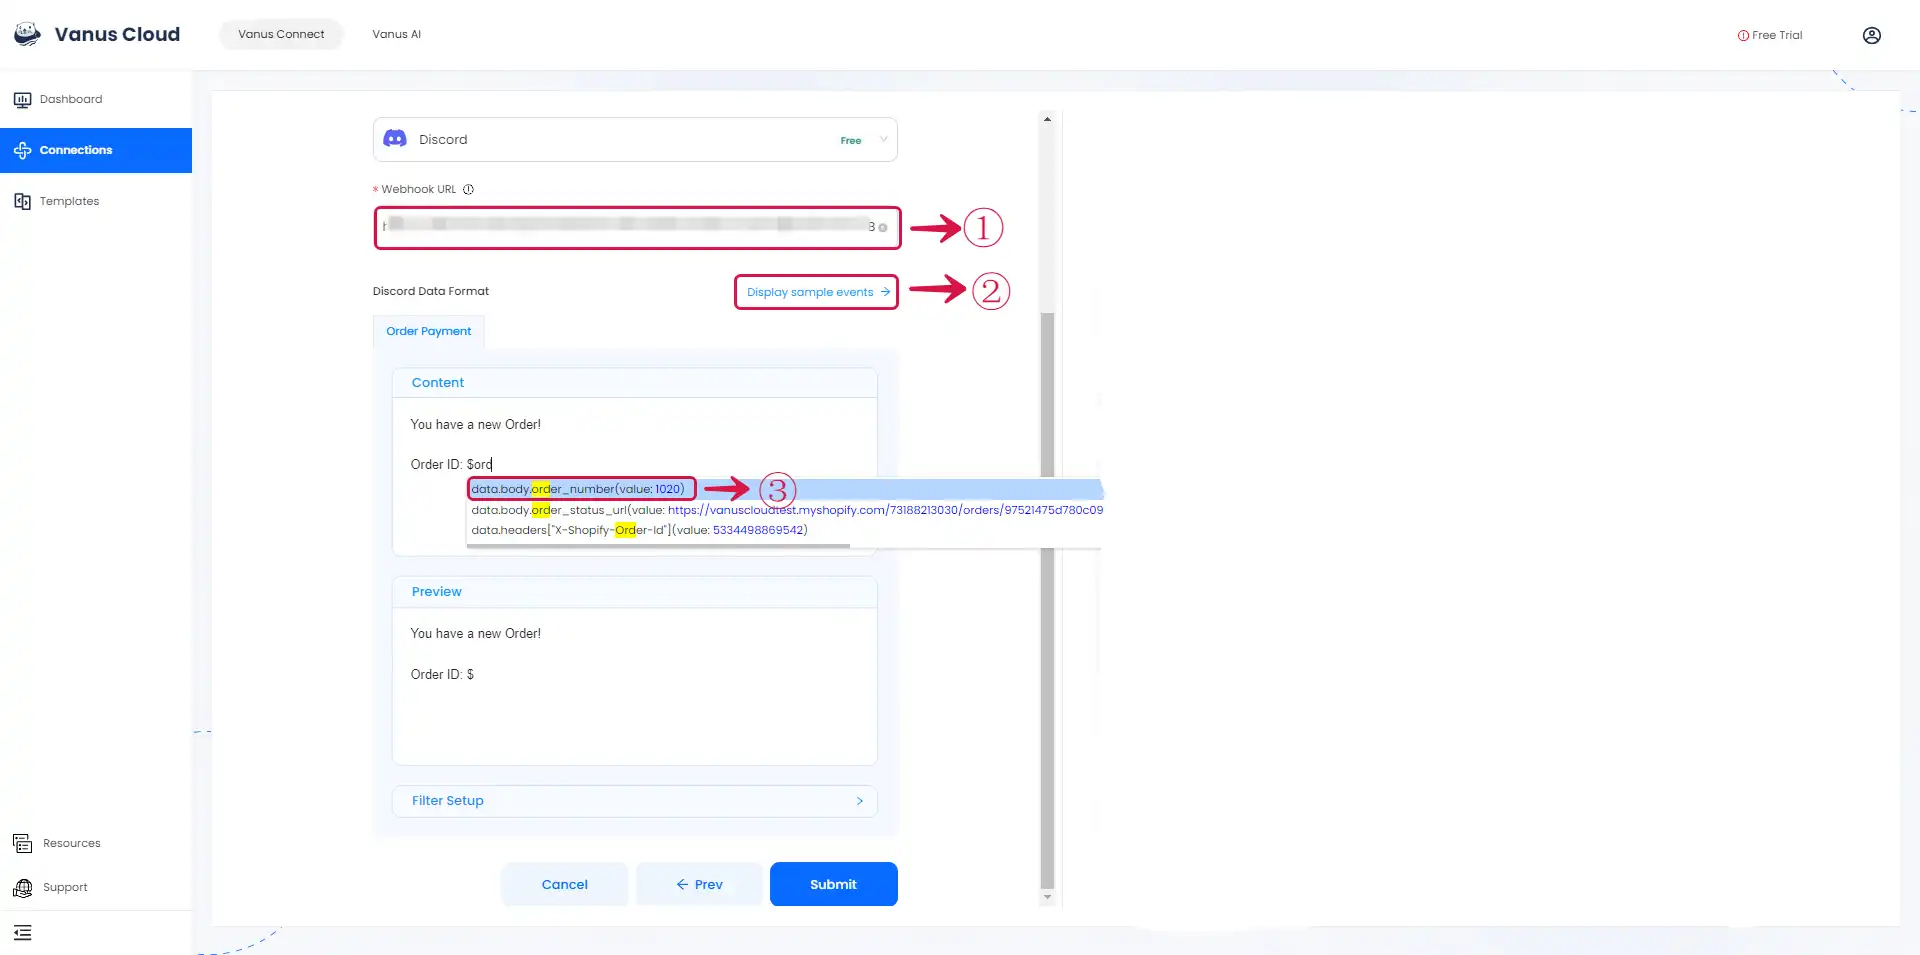 Vanus Cloud
Vanus Connect
Vanus AI
Free Trial
Dashboard
Connections
Templates
Discord
Free
* Webhook URL
①
Discord Data Format
Display sample events →
②
Order Payment
Content
You have a new Order!
Order ID: $ord
data.body.order_number(value: 1020)
③
data.body.order_status_url(value: https://vanuscloudtest.myshopify.com/73188213030/orders/97521475d780c09
data.headers["X-Shopify-Order-Id"](value: 5334498869542)
Preview
You have a new Order!
Order ID: $
Filter Setup
Cancel
← Prev
Submit
Resources
Support